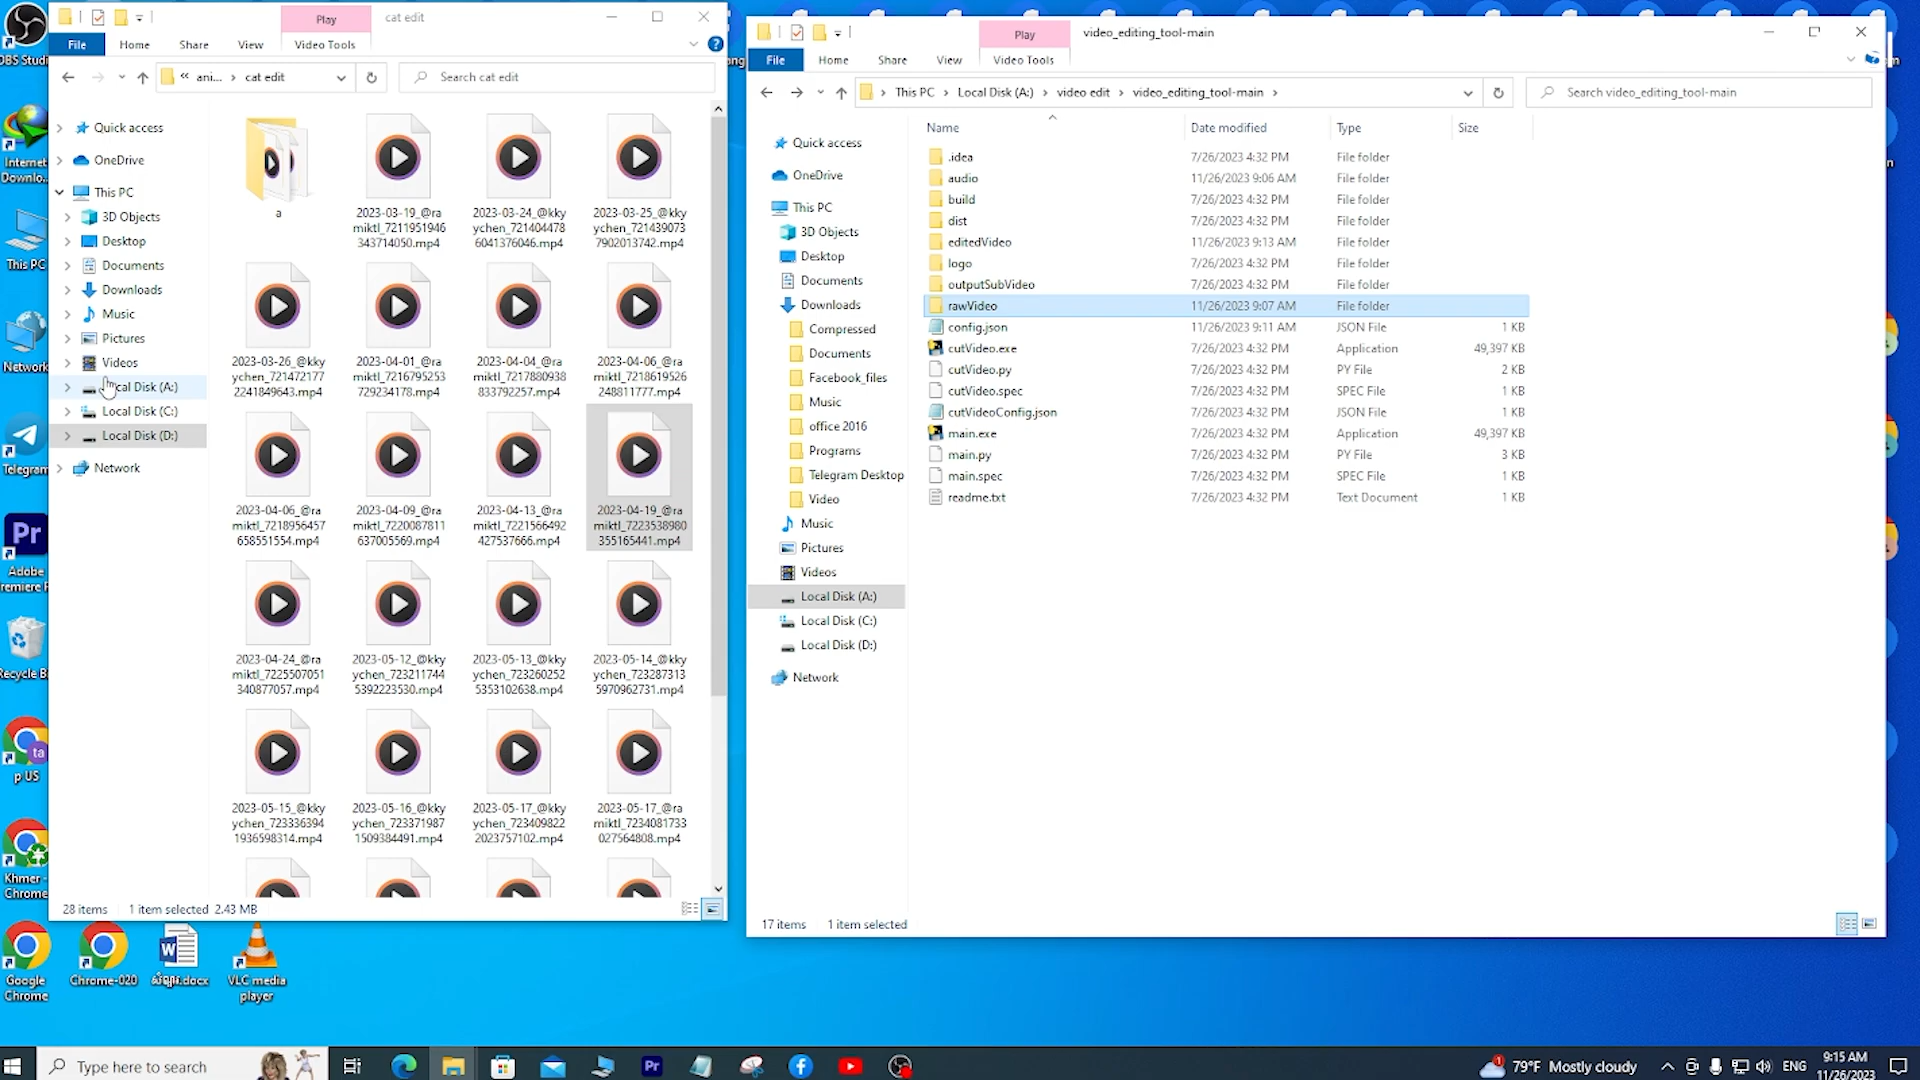 Play
cat edit
File
Home
Share
View
Video Tools
ani...
cat edit
Search cat edit
Quick access
OneDrive
This PC
3D Objects
Desktop
Documents
Downloads
Music
Pictures
Videos
Local Disk (A:)
Local Disk (C:)
Local Disk (D:)
Network
a
2023-03-19_@ra
miktl_7211951946
343714050.mp4
2023-03-24_@kky
ychen_721404478
6041376046.mp4
2023-03-25_@kky
ychen_721439073
7902013742.mp4
2023-03-26_@kky
ychen_721472177
2241849643.mp4
2023-04-01_@ra
miktl_7216795253
729234178.mp4
2023-04-04_@ra
miktl_7217880938
833792257.mp4
2023-04-06_@ra
miktl_7218619526
248811777.mp4
2023-04-06_@ra
miktl_7218956457
658551554.mp4
2023-04-09_@ra
miktl_7220087811
637005569.mp4
2023-04-13_@ra
miktl_7221566492
427537666.mp4
2023-04-19_@ra
miktl_7223538980
355165441.mp4
2023-04-24_@ra
miktl_7225507051
340877057.mp4
2023-05-12_@kky
ychen_723211744
5392223530.mp4
2023-05-13_@kky
ychen_723260252
5353102638.mp4
2023-05-14_@kky
ychen_723287313
5970962731.mp4
2023-05-15_@kky
ychen_723336394
1936598314.mp4
2023-05-16_@kky
ychen_723371987
1509384491.mp4
2023-05-17_@kky
ychen_723409822
2023757102.mp4
2023-05-17_@ra
miktl_7234081733
027564808.mp4
28 items 1 item selected 2.43 MB
Play
video_editing_tool-main
File
Home
Share
View
Video Tools
This PC
Local Disk (A:)
video edit
video_editing_tool-main
Search video_editing_tool-main
Quick access
OneDrive
This PC
3D Objects
Desktop
Documents
Downloads
Compressed
Documents
Facebook_files
Music
office 2016
Programs
Telegram Desktop
Video
Music
Pictures
Videos
Local Disk (A:)
Local Disk (C:)
Local Disk (D:)
Network
Name Date modified Type Size
.idea 7/26/2023 4:32 PM File folder
audio 11/26/2023 9:06 AM File folder
build 7/26/2023 4:32 PM File folder
dist 7/26/2023 4:32 PM File folder
editedVideo 11/26/2023 9:13 AM File folder
logo 7/26/2023 4:32 PM File folder
outputSubVideo 7/26/2023 4:32 PM File folder
rawVideo 11/26/2023 9:07 AM File folder
config.json 11/26/2023 9:11 AM JSON File 1 KB
cutVideo.exe 7/26/2023 4:32 PM Application 49,397 KB
cutVideo.py 7/26/2023 4:32 PM PY File 2 KB
cutVideo.spec 7/26/2023 4:32 PM SPEC File 1 KB
cutVideoConfig.json 7/26/2023 4:32 PM JSON File 1 KB
main.exe 7/26/2023 4:32 PM Application 49,397 KB
main.py 7/26/2023 4:32 PM PY File 3 KB
main.spec 7/26/2023 4:32 PM SPEC File 1 KB
readme.txt 7/26/2023 4:32 PM Text Document 1 KB
17 items 1 item selected
OBS Studi
Internet
Downlo...
This PC
Network
Telegram
Pr
Adobe
remiere P
Recycle B
ta
p US
Khmer -
Chrome
Google
Chrome
Chrome-020
VLC media
player
Type here to search
Pr
1
79°F Mostly cloudy
ENG
9:15 AM
11/26/2023